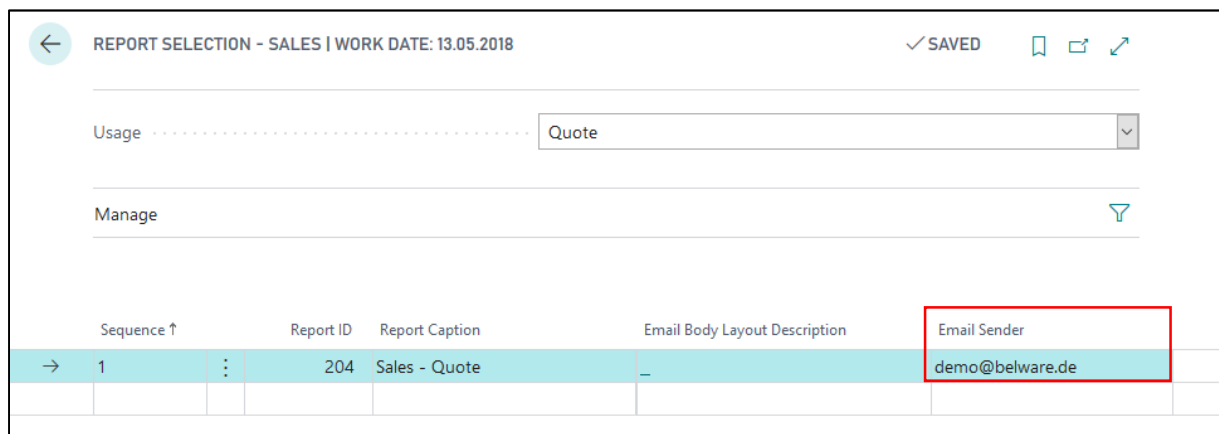 REPORT SELECTION - SALES | WORK DATE: 13.05.2018 ✓ SAVED
Usage Quote
Manage
Sequence ↑ Report ID Report Caption Email Body Layout Description Email Sender
→ 1 ⋮ 204 Sales - Quote _ demo@belware.de